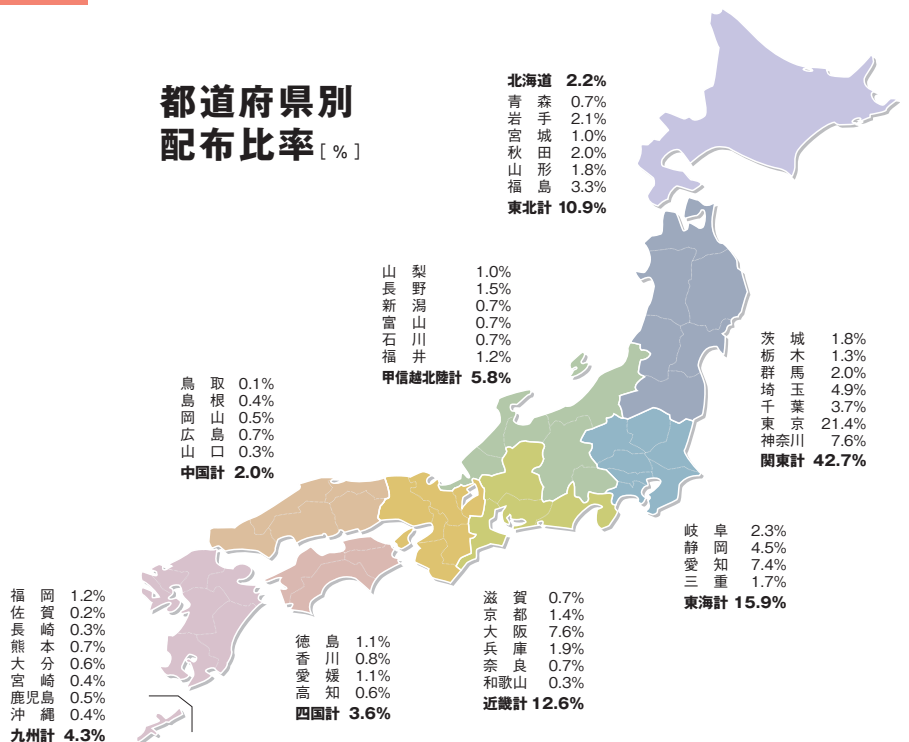 都道府県別
配布比率[ % ]
北海道 2.2%
青森 0.7%
岩手 2.1%
宮城 1.0%
秋田 2.0%
山形 1.8%
福島 3.3%
東北計 10.9%
山梨 1.0%
長野 1.5%
新潟 0.7%
富山 0.7%
石川 0.7%
福井 1.2%
甲信越北陸計 5.8%
茨城 1.8%
栃木 1.3%
群馬 2.0%
埼玉 4.9%
千葉 3.7%
東京 21.4%
神奈川 7.6%
関東計 42.7%
鳥取 0.1%
島根 0.4%
岡山 0.5%
広島 0.7%
山口 0.3%
中国計 2.0%
岐阜 2.3%
静岡 4.5%
愛知 7.4%
三重 1.7%
東海計 15.9%
滋賀 0.7%
京都 1.4%
大阪 7.6%
兵庫 1.9%
奈良 0.7%
和歌山 0.3%
近畿計 12.6%
徳島 1.1%
香川 0.8%
愛媛 1.1%
高知 0.6%
四国計 3.6%
福岡 1.2%
佐賀 0.2%
長崎 0.3%
熊本 0.7%
大分 0.6%
宮崎 0.4%
鹿児島 0.5%
沖縄 0.4%
九州計 4.3%